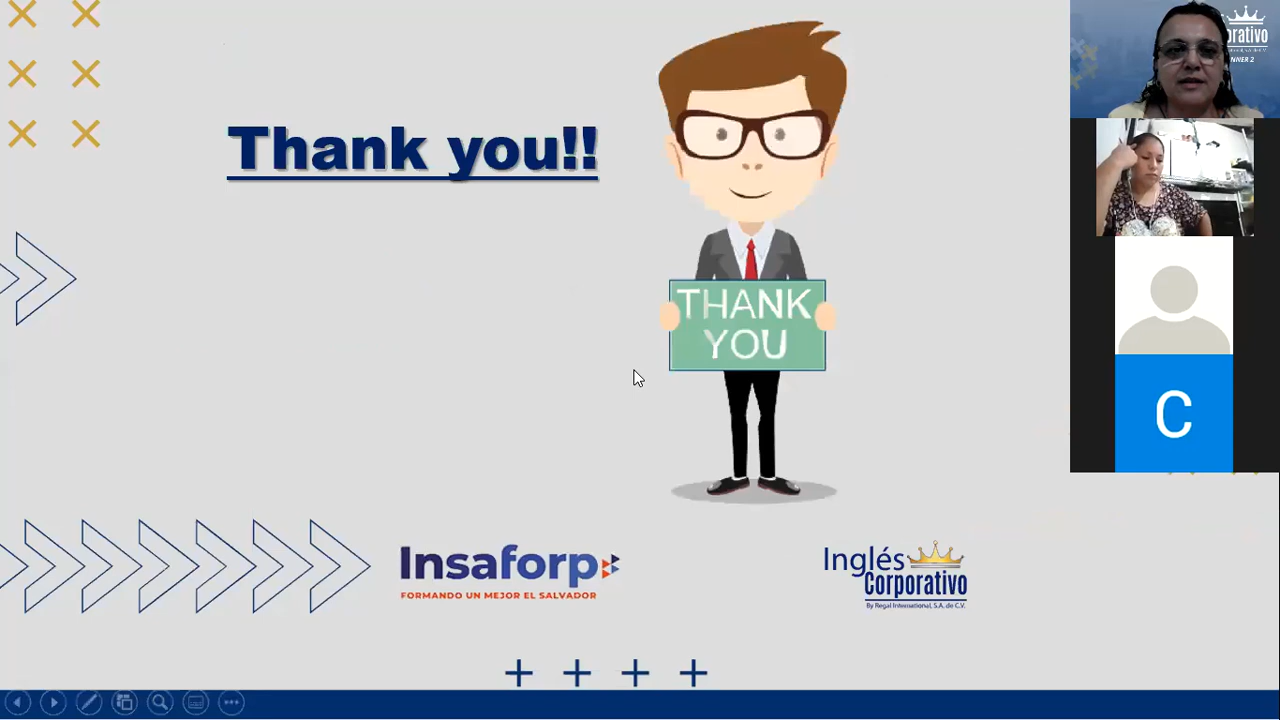 Thank you!!
THANK
YOU
Insaforp
FORMANDO UN MEJOR EL SALVADOR
Inglés
Corporativo
By Regal International, S.A. de C.V.
C